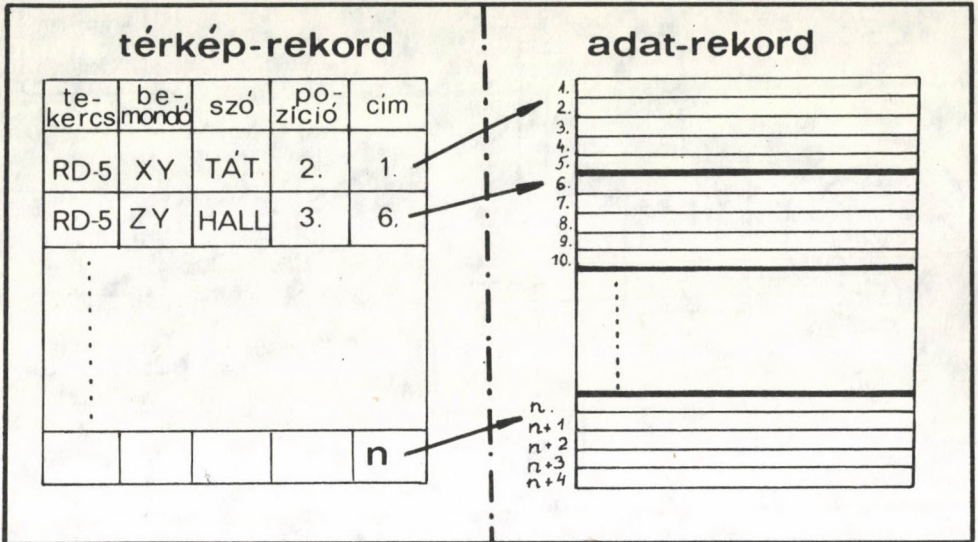 térkép-rekord
te-
kercs
be-
mondó
szó
po-
zíció
cim
RD-5 XY TÁT 2. 1.
RD-5 ZY HALL 3. 6.
n
adat-rekord
1.
2.
3.
4.
5.
6.
7.
8.
9.
10.
n.
n+1
n+2
n+3
n+4